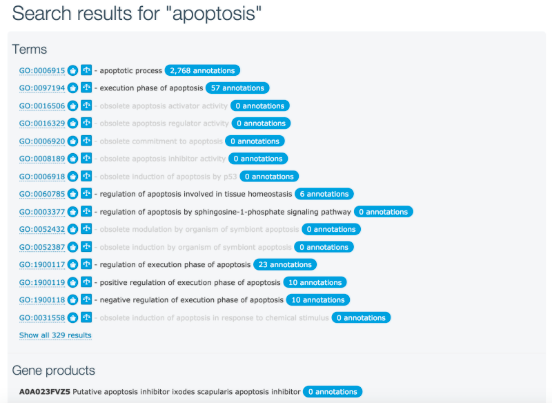 Search results for "apoptosis"
Terms
GO:0006915 - apoptotic process 2,768 annotations
GO:0097194 - execution phase of apoptosis 57 annotations
GO:0016506 - obsolete apoptosis activator activity 0 annotations
GO:0016329 - obsolete apoptosis regulator activity 0 annotations
GO:0006920 - obsolete commitment to apoptosis 0 annotations
GO:0008189 - obsolete apoptosis inhibitor activity 0 annotations
GO:0006918 - obsolete induction of apoptosis by p53 0 annotations
GO:0060785 - regulation of apoptosis involved in tissue homeostasis 6 annotations
GO:0003377 - regulation of apoptosis by sphingosine-1-phosphate signaling pathway 0 annotations
GO:0052432 - obsolete modulation by organism of symbiont apoptosis 0 annotations
GO:0052387 - obsolete induction by organism of symbiont apoptosis 0 annotations
GO:1900117 - regulation of execution phase of apoptosis 23 annotations
GO:1900119 - positive regulation of execution phase of apoptosis 10 annotations
GO:1900118 - negative regulation of execution phase of apoptosis 10 annotations
GO:0031558 - obsolete induction of apoptosis in response to chemical stimulus 0 annotations
Show all 329 results
Gene products
A0A023FVZ5 Putative apoptosis inhibitor ixodes scapularis apoptosis inhibitor 0 annotations